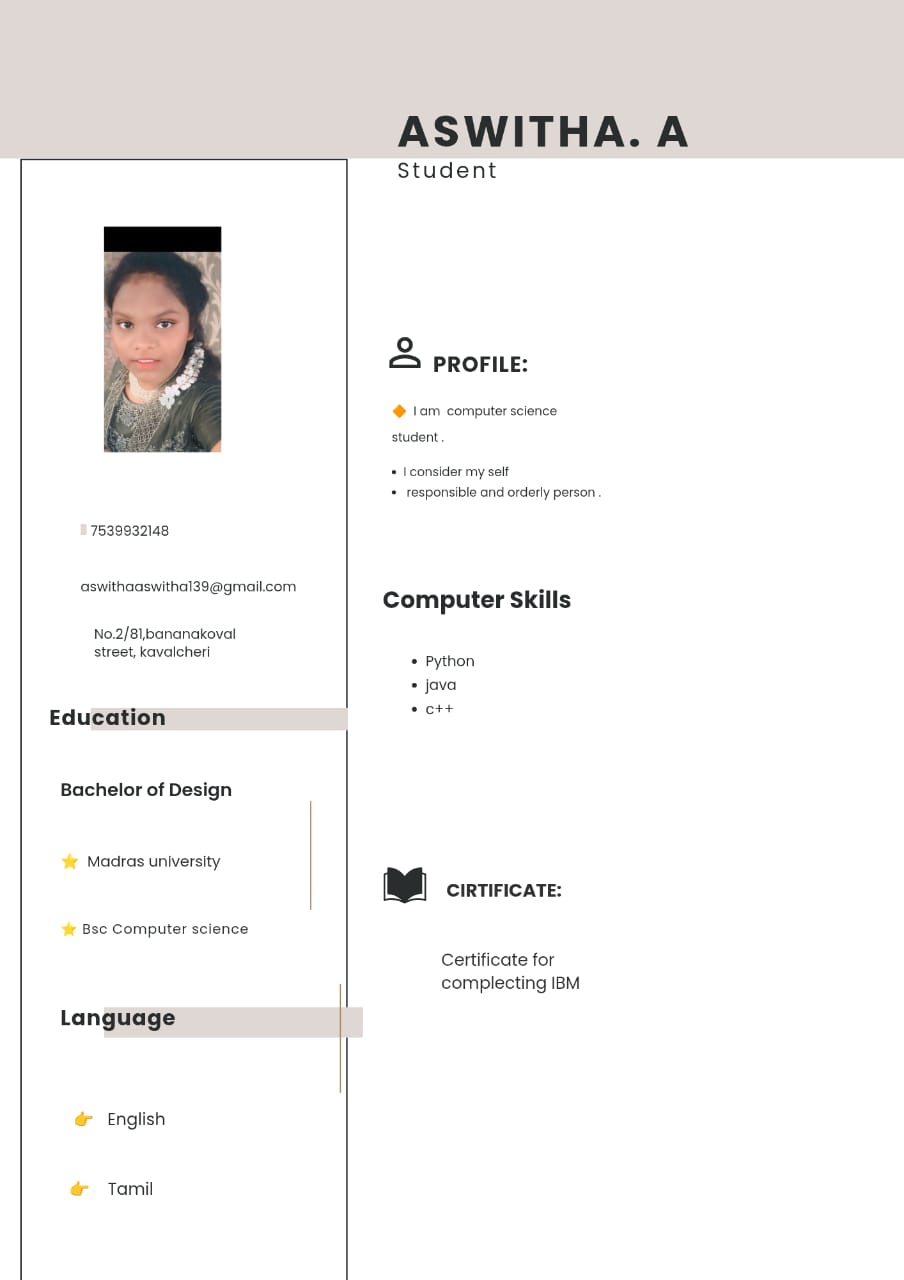 ASWITHA. A
Student
7539932148
aswithaaswitha139@gmail.com
No.2/81,bananakoval
street, kavalcheri
Education
Bachelor of Design
⭐ Madras university
⭐ Bsc Computer science
Language
👉 English
👉 Tamil
PROFILE:
🔶 I am  computer science
student .
• I consider my self
• responsible and orderly person .
Computer Skills
• Python
• java
• c++
CIRTIFICATE:
Certificate for
complecting IBM